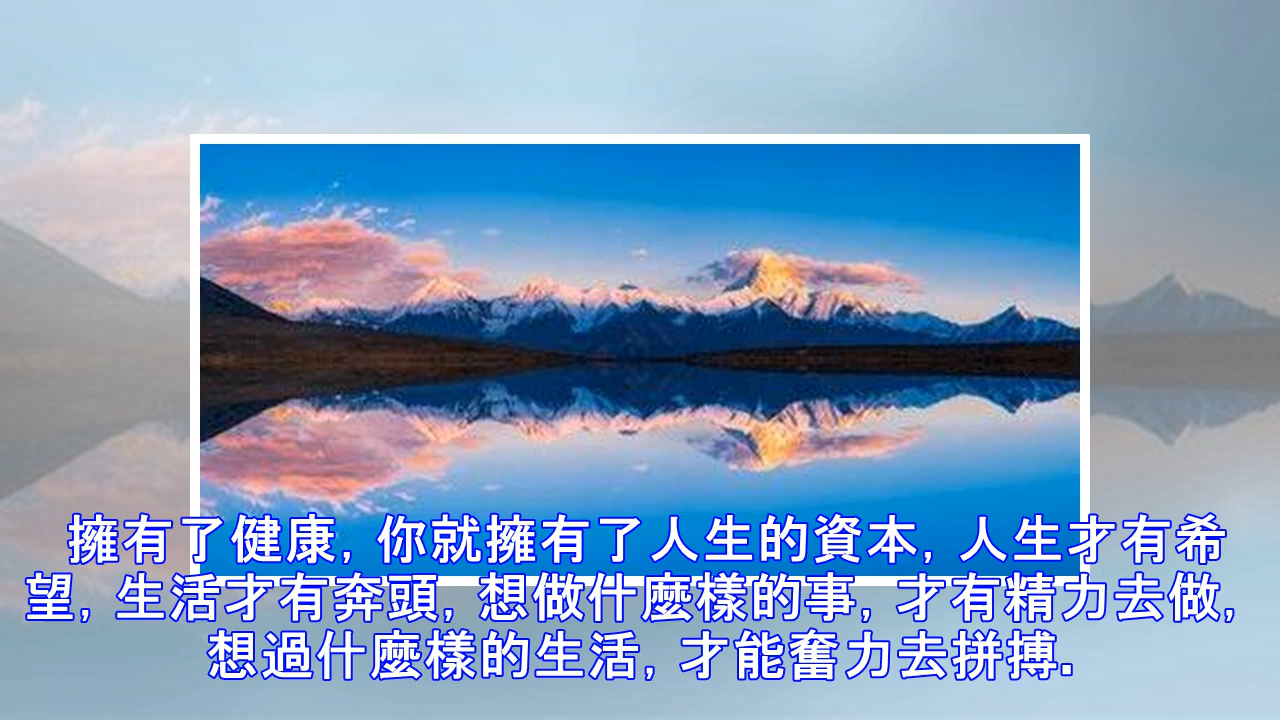 擁有了健康, 你就擁有了人生的資本, 人生才有希
望, 生活才有奔頭, 想做什麼樣的事, 才有精力去做,
想過什麼樣的生活, 才能奮力去拼搏.